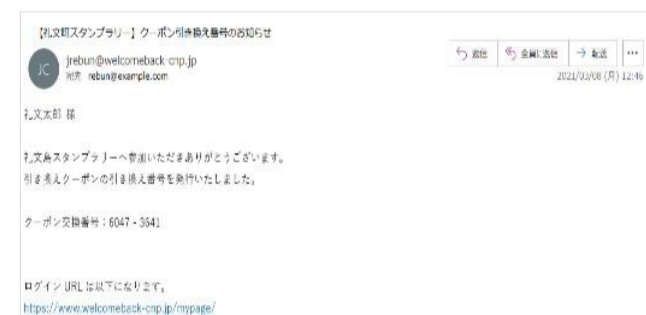 【礼文町スタンプラリー】クーポン引き換え番号のお知らせ
JC
jrebun@welcomeback-cnp.jp
宛先 rebun@example.com
返信 全員に返信 転送 …
2021/03/08 (月) 12:46
礼文太郎 様
礼文島スタンプラリーへ参加いただきありがとうございます。
引き換えクーポンの引き換え番号を発行いたしました。
クーポン交換番号：6047 - 3641
ログイン URL は以下になります。
https://www.welcomeback-cnp.jp/mypage/